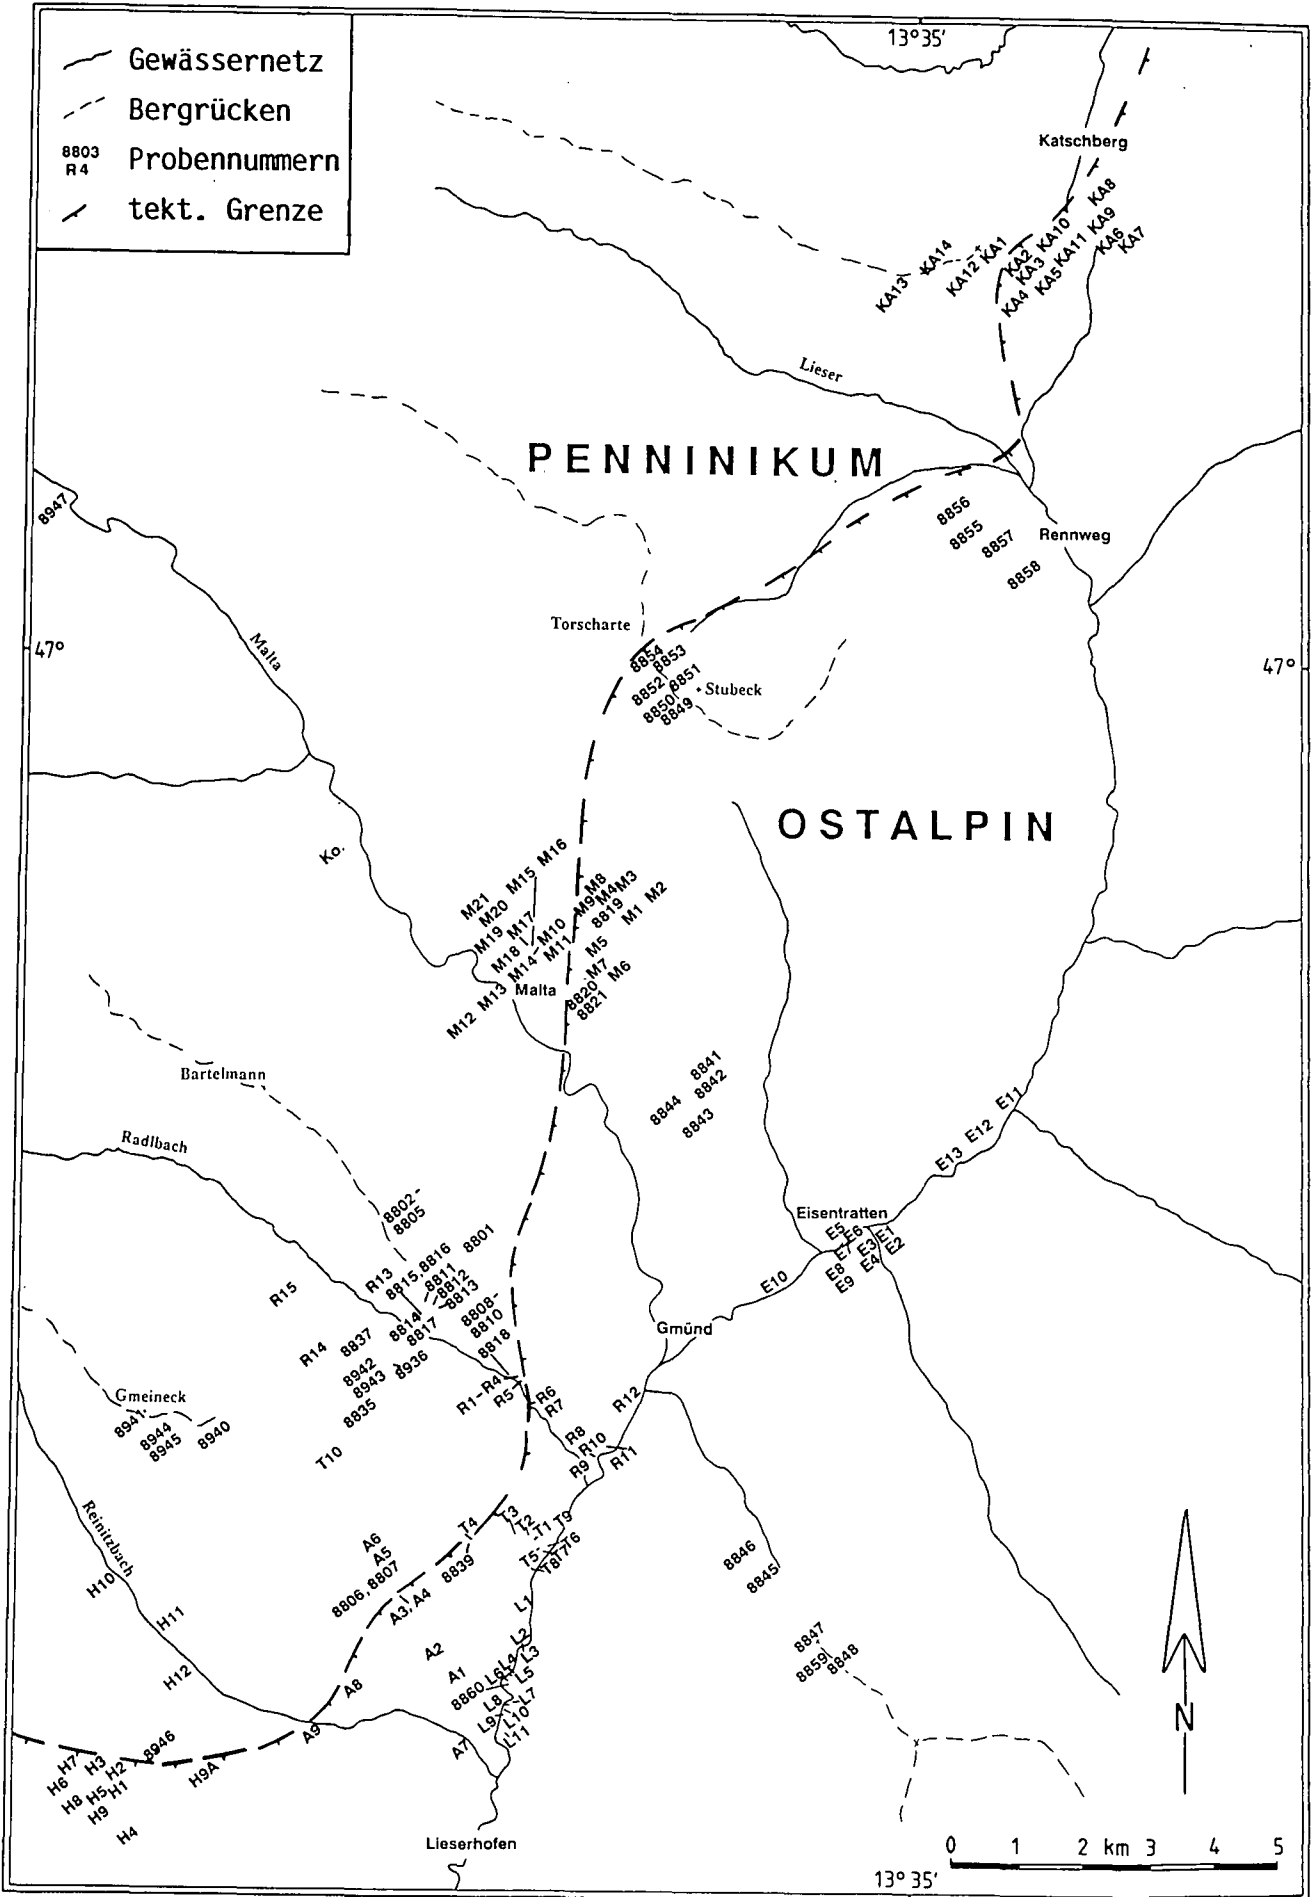 Gewässernetz
Bergrücken
8803
R4
Probennummern
tekt. Grenze
13°35'
Katschberg
KA8
KA9
KA10
KA11
KA6
KA7
KA14
KA1
KA12
KA13
KA2
KA3
KA5
KA4
Lieser
PENNINIKUM
8947
8856
8855
8857
8858
Rennweg
Torscharte
Malta
47°
47°
8854
8853
8852
8851
8850
8849
Stubeck
OSTALPIN
Ko.
M16
M15
M21
M20
M17
M19
M18
M10
M11
M14
M13
M12
M8
M3
M4
M9
M2
M1
8819
M5
M7
M6
8820
8821
Malta
Bartelmann
8841
8842
8844
8843
Radlbach
E11
E12
E13
8802-
8805
8801
Eisentratten
E5
E6
E7
E1
E3
E2
E4
E8
E9
E10
R15
R13
8815, 8816
8811
8812
8813
8814
8817
8808-
8810
8818
Gmünd
R14
8837
8942
8943
8936
8835
R1-R4
R5
R6
R7
R12
R8
R10
R9
R11
Gmeineck
8941
8944
8945
8940
T10
Reinitzbach
T4
T3
T2
T1
T9
T6
T5
T7
T8
8839
A6
A5
8806, 8807
A3, A4
8846
8845
H10
H11
H12
L1
L2
L3
L4
L6
L5
8860
L8
L7
L9
L10
L11
A2
A1
A8
A9
A7
8847
8859
8848
N
H7
H3
H2
8946
H6
H5
H1
H8
H9
H9A
H4
Lieserhofen
0 1 2 km 3 4 5
13°35'